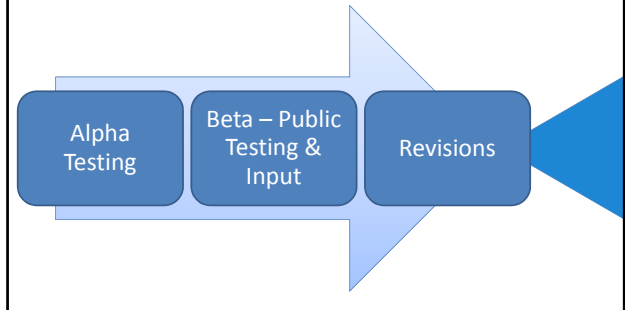 Alpha
Testing
Beta – Public
Testing &
Input
Revisions